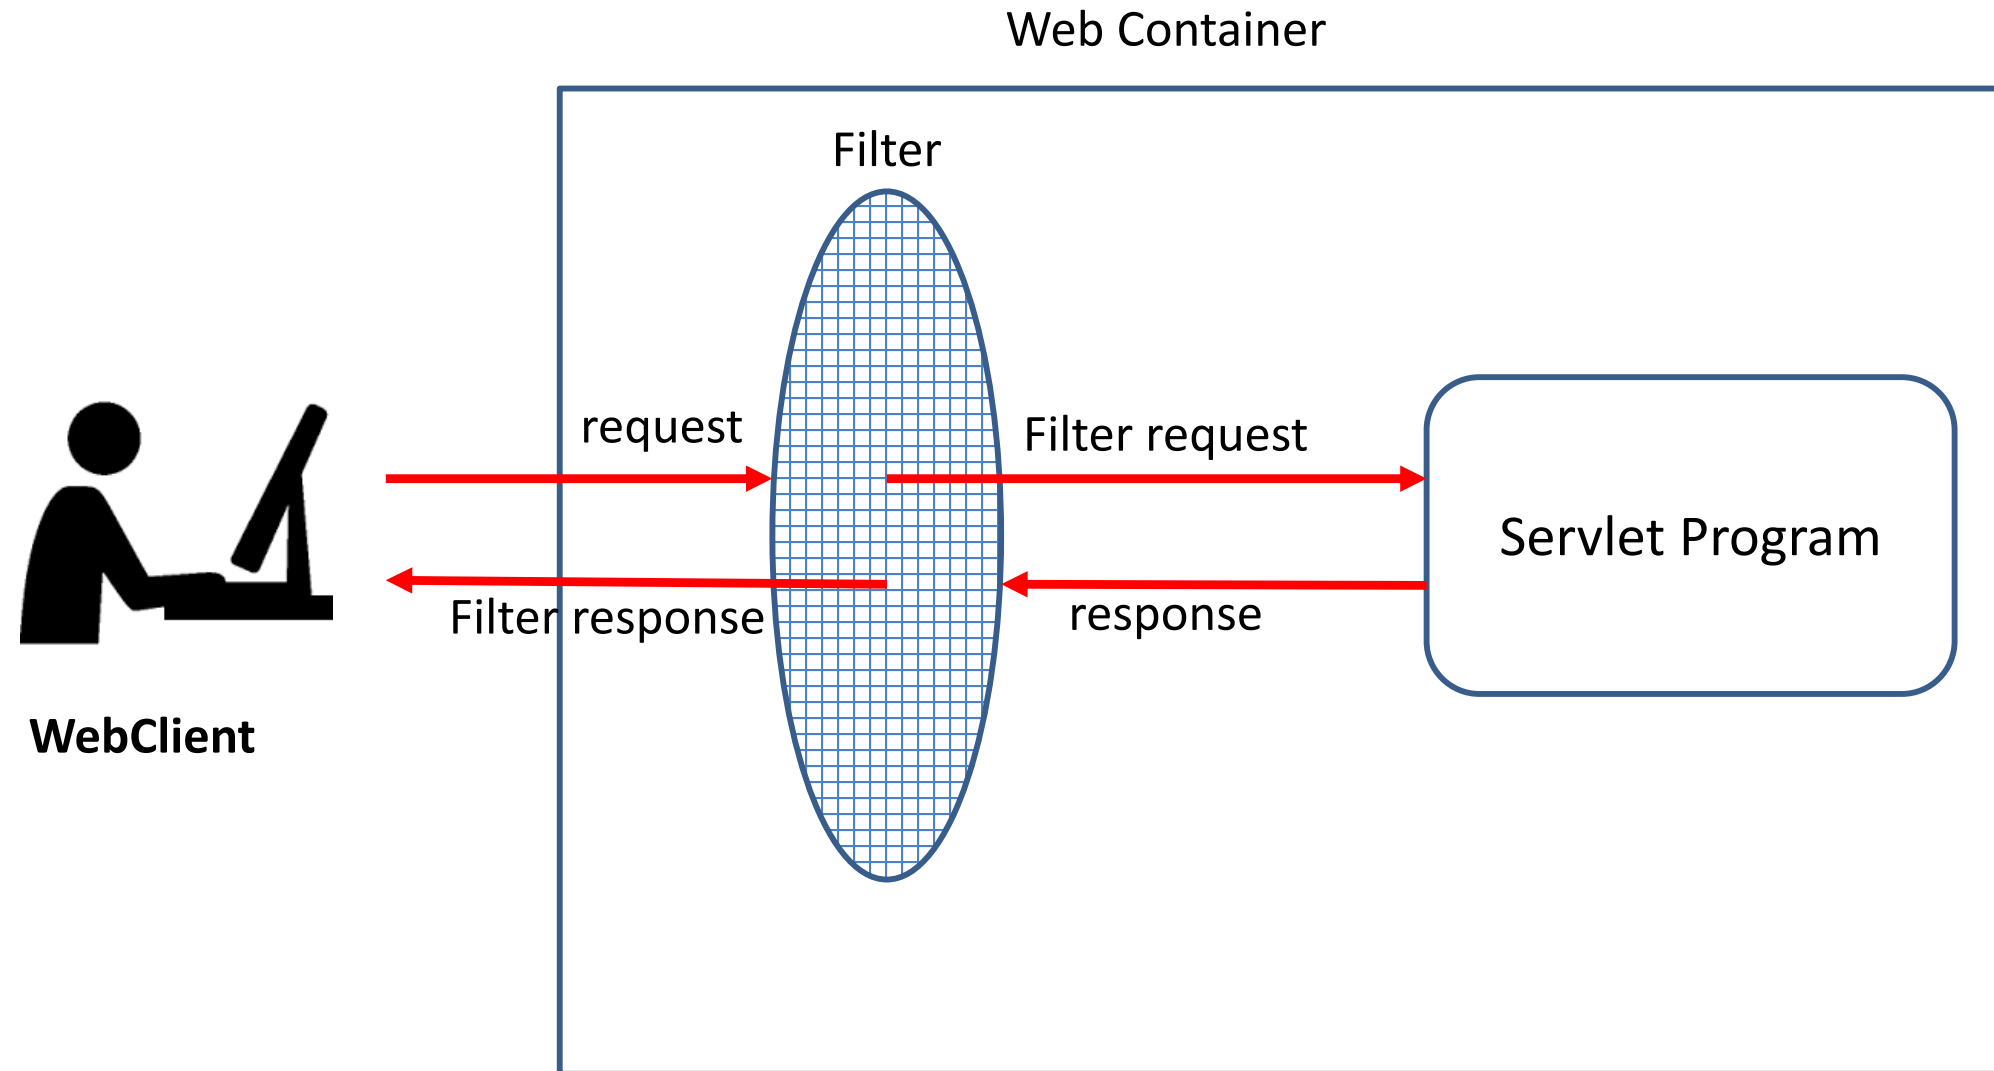 Web Container
Filter
request
Filter request
Servlet Program
Filter response
response
WebClient